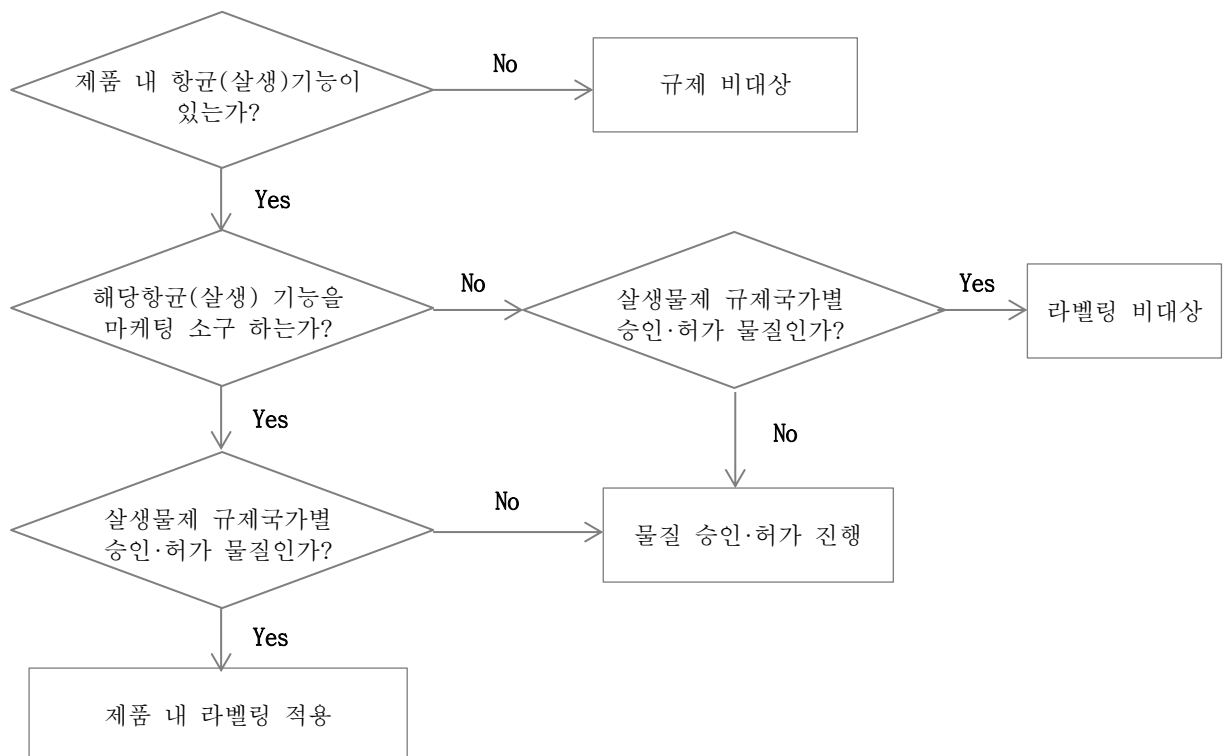 제품 내 항균(살생)기능이
있는가?
No
규제 비대상
Yes
해당항균(살생) 기능을
마케팅 소구 하는가?
No
살생물제 규제국가별
승인·허가 물질인가?
Yes
라벨링 비대상
Yes
No
살생물제 규제국가별
승인·허가 물질인가?
No
물질 승인·허가 진행
Yes
제품 내 라벨링 적용